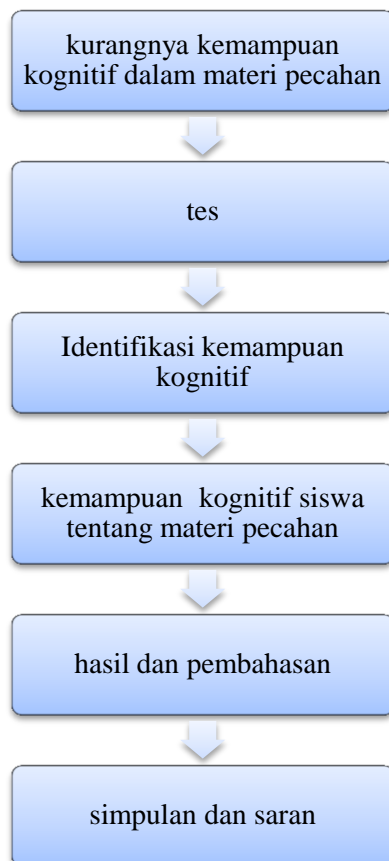 kurangnya kemampuan
kognitif dalam materi pecahan
tes
Identifikasi kemampuan
kognitif
kemampuan kognitif siswa
tentang materi pecahan
hasil dan pembahasan
simpulan dan saran